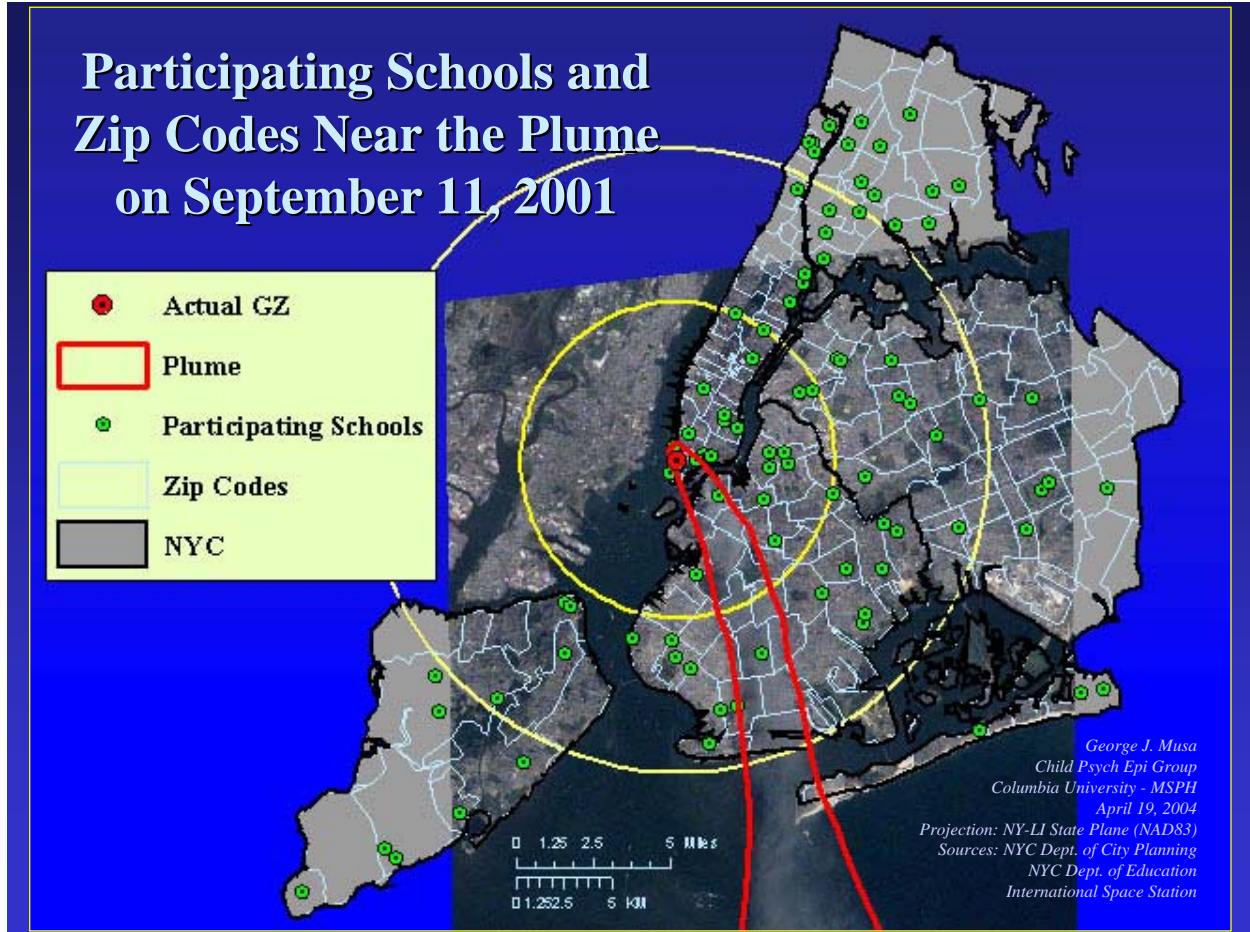 Participating Schools and
Zip Codes Near the Plume
on September 11, 2001
Actual GZ
Plume
Participating Schools
Zip Codes
NYC
0 1.25 2.5 5 Miles
0 1.252.5 5 KM
George J. Musa
Child Psych Epi Group
Columbia University - MSPH
April 19, 2004
Projection: NY-LI State Plane (NAD83)
Sources: NYC Dept. of City Planning
NYC Dept. of Education
International Space Station